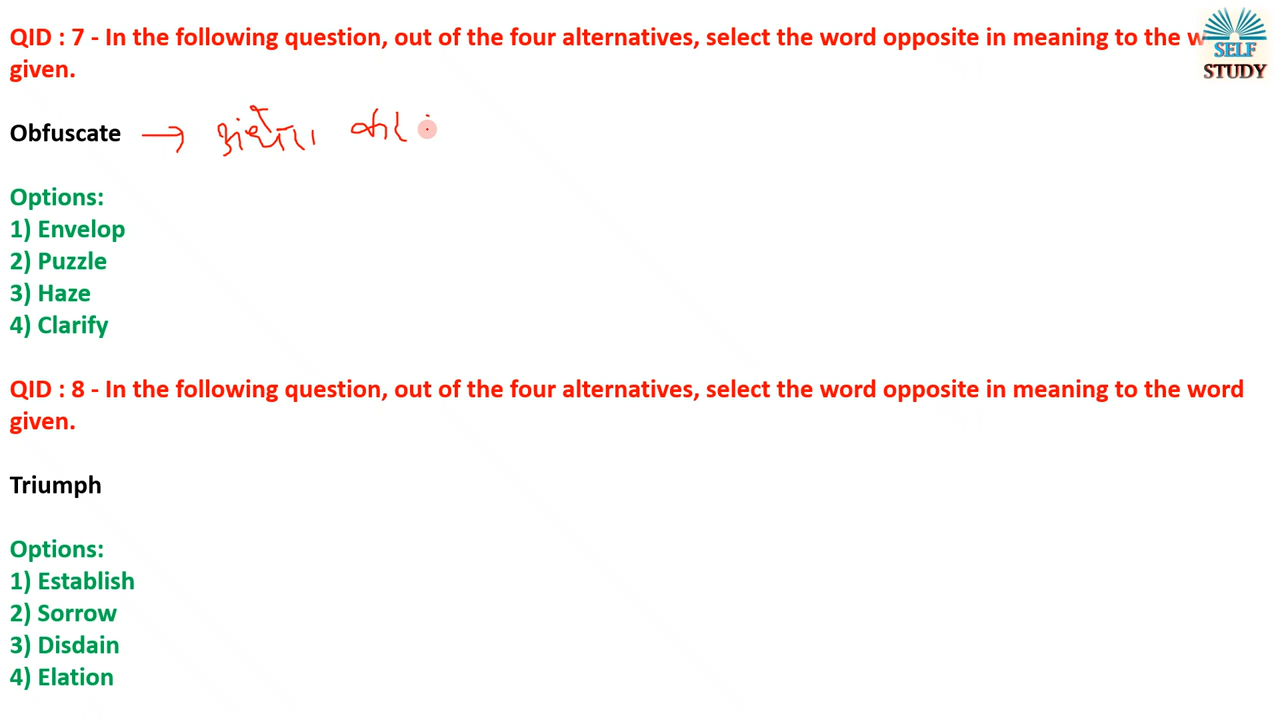 QID : 7 - In the following question, out of the four alternatives, select the word opposite in meaning to the w
given.
SELF
STUDY
Obfuscate → अंधेरा कर
Options:
1) Envelop
2) Puzzle
3) Haze
4) Clarify
QID : 8 - In the following question, out of the four alternatives, select the word opposite in meaning to the word
given.
Triumph
Options:
1) Establish
2) Sorrow
3) Disdain
4) Elation